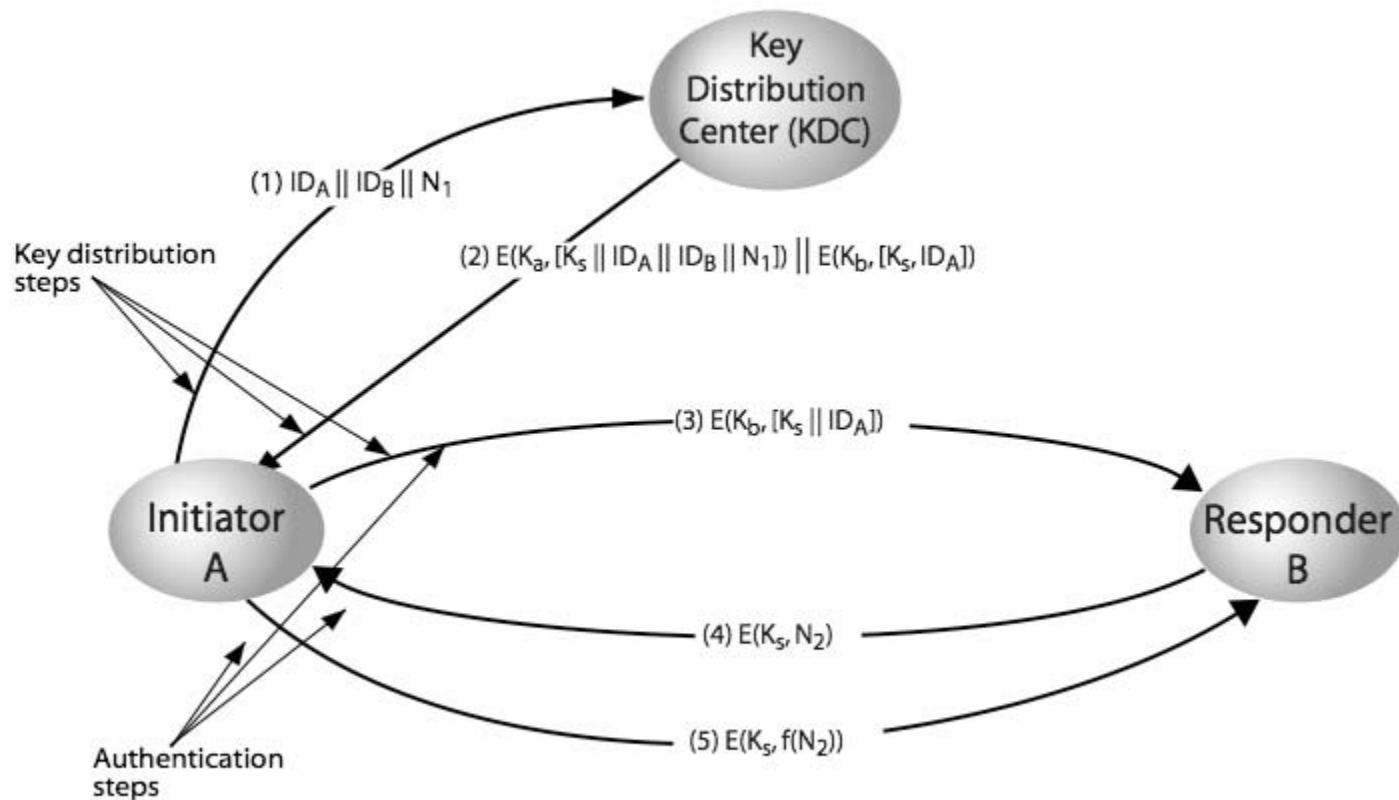 Key
Distribution
Center (KDC)
(1) ID_A || ID_B || N_1
Key distribution
steps
(2) E(K_a, [K_s || ID_A || ID_B || N_1]) || E(K_b, [K_s, ID_A])
(3) E(K_b, [K_s || ID_A])
Initiator
A
Responder
B
(4) E(K_s, N_2)
(5) E(K_s, f(N_2))
Authentication
steps